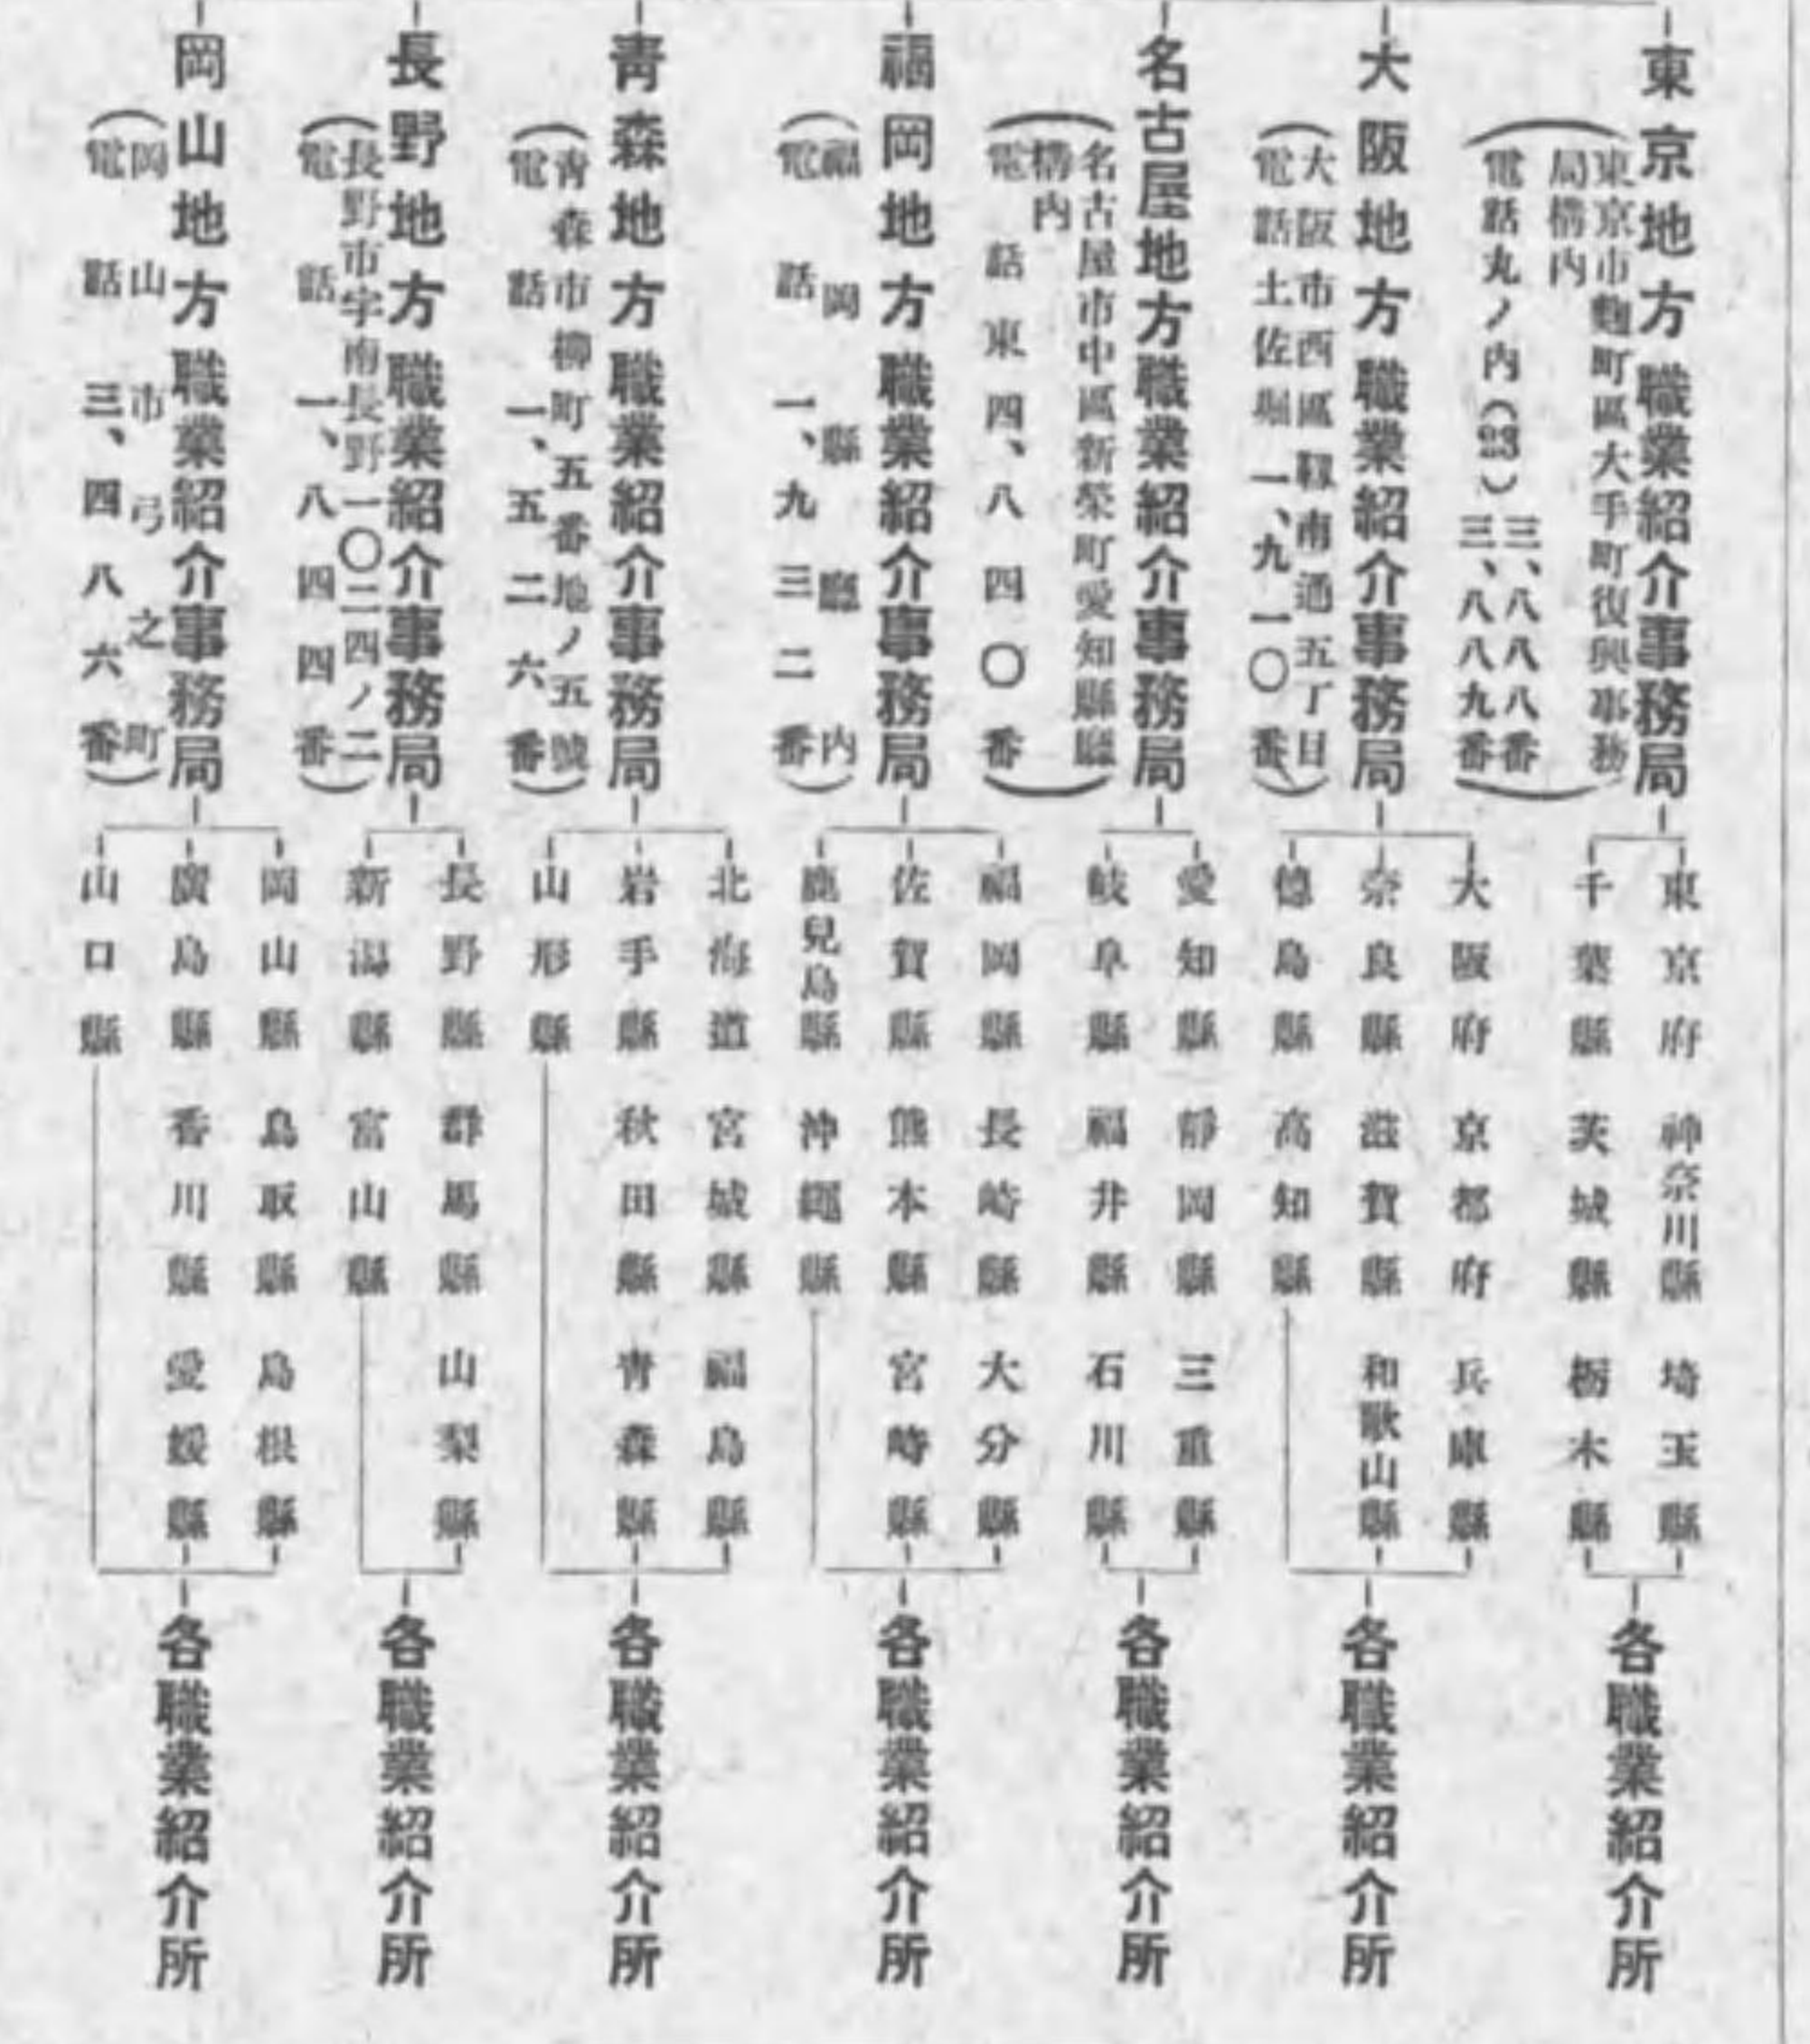 東京地方職業紹介事務局
東京市麴町區大手町復興事務
局構内
電話丸ノ内(23)三、八八八番
三、八八九番
東京府 神奈川縣 埼玉縣
千葉縣 茨城縣 栃木縣
各職業紹介所
大阪地方職業紹介事務局
大阪市西區靱南通五丁目
電話土佐堀一、九一〇番
大阪府 京都府 兵庫縣
奈良縣 滋賀縣 和歌山縣
德島縣 高知縣
各職業紹介所
名古屋地方職業紹介事務局
名古屋市中區新榮町愛知縣廳
構内
電話東四、八四〇番
愛知縣 靜岡縣 三重縣
岐阜縣 福井縣 石川縣
各職業紹介所
福岡地方職業紹介事務局
福岡縣廳内
電話一、九三二番
福岡縣 長崎縣 大分縣
佐賀縣 熊本縣 宮崎縣
鹿兒島縣 沖繩縣
各職業紹介所
靑森地方職業紹介事務局
靑森市柳町五番地ノ五號
電話一、五二六番
北海道 宮城縣 福島縣
岩手縣 秋田縣 靑森縣
山形縣
各職業紹介所
長野地方職業紹介事務局
長野市字南長野一〇二四ノ二
電話一、八四四番
長野縣 群馬縣 山梨縣
新潟縣 富山縣
各職業紹介所
岡山地方職業紹介事務局
岡山市弓之町
電話三、四八六番
岡山縣 鳥取縣 島根縣
廣島縣 香川縣 愛媛縣
山口縣
各職業紹介所